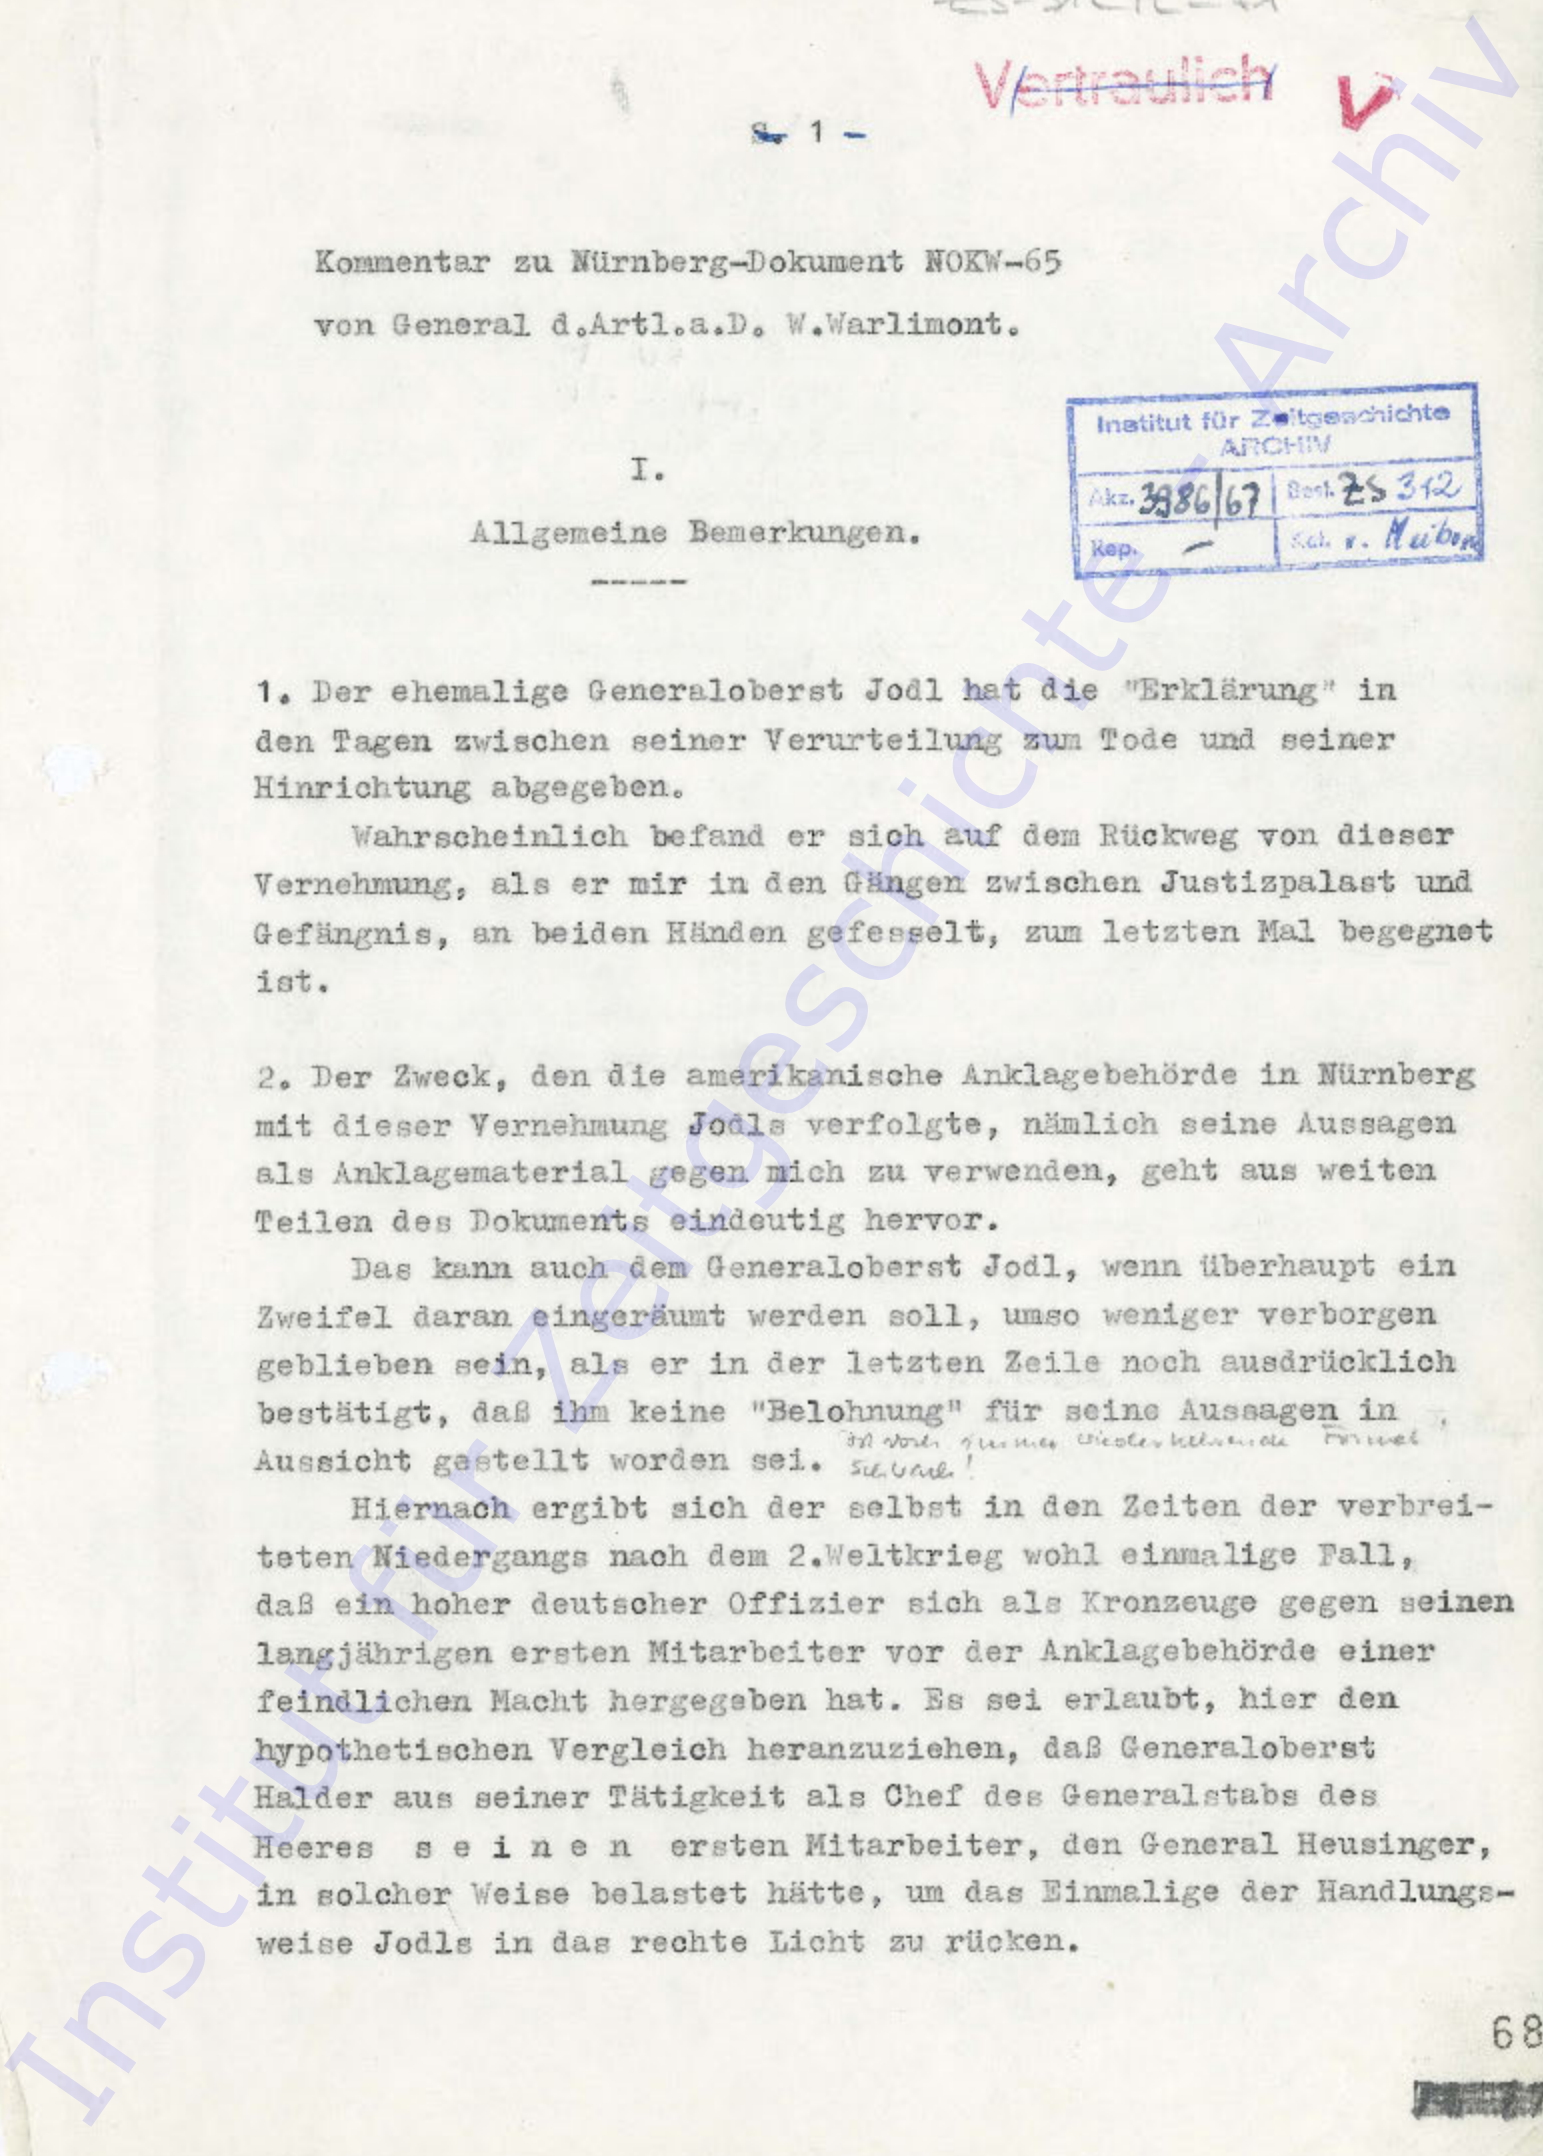 Vertraulich V
S. 1 -
Kommentar zu Nürnberg-Dokument NOKW-65
von General d.Artl.a.D. W.Warlimont.
Institut für Zeitgeschichte
ARCHIV
Akz. 3986/67 Best. ZS 312
Rep. - Kat. v.
I.
Allgemeine Bemerkungen.
-----
1. Der ehemalige Generaloberst Jodl hat die "Erklärung" in
den Tagen zwischen seiner Verurteilung zum Tode und seiner
Hinrichtung abgegeben.
Wahrscheinlich befand er sich auf dem Rückweg von dieser
Vernehmung, als er mir in den Gängen zwischen Justizpalast und
Gefängnis, an beiden Händen gefesselt, zum letzten Mal begegnet
ist.
2. Der Zweck, den die amerikanische Anklagebehörde in Nürnberg
mit dieser Vernehmung Jodls verfolgte, nämlich seine Aussagen
als Anklagematerial gegen mich zu verwenden, geht aus weiten
Teilen des Dokuments eindeutig hervor.
Das kann auch dem Generaloberst Jodl, wenn überhaupt ein
Zweifel daran eingeräumt werden soll, umso weniger verborgen
geblieben sein, als er in der letzten Zeile noch ausdrücklich
bestätigt, daß ihm keine "Belohnung" für seine Aussagen in
ist doch immer wiederkehrende Formel
Aussicht gestellt worden sei.
Hiernach ergibt sich der selbst in den Zeiten der verbrei-
teten Niedergangs nach dem 2.Weltkrieg wohl einmalige Fall,
daß ein hoher deutscher Offizier sich als Kronzeuge gegen seinen
langjährigen ersten Mitarbeiter vor der Anklagebehörde einer
feindlichen Macht hergegeben hat. Es sei erlaubt, hier den
hypothetischen Vergleich heranzuziehen, daß Generaloberst
Halder aus seiner Tätigkeit als Chef des Generalstabs des
Heeres s e i n e n ersten Mitarbeiter, den General Heusinger,
in solcher Weise belastet hätte, um das Einmalige der Handlungs-
weise Jodls in das rechte Licht zu rücken.
68
Institut für Zeitgeschichte - Archiv